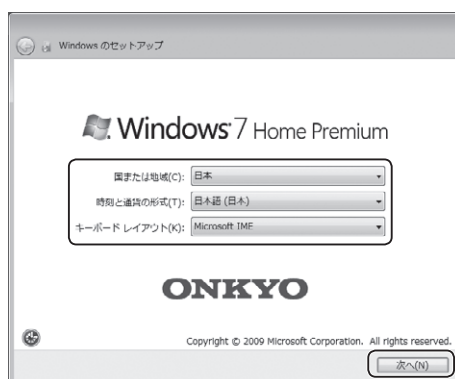 Windows のセットアップ
Windows 7 Home Premium
国または地域(C): 日本
時刻と通貨の形式(T): 日本語 (日本)
キーボード レイアウト(K): Microsoft IME
ONKYO
Copyright © 2009 Microsoft Corporation. All rights reserved.
次へ(N)